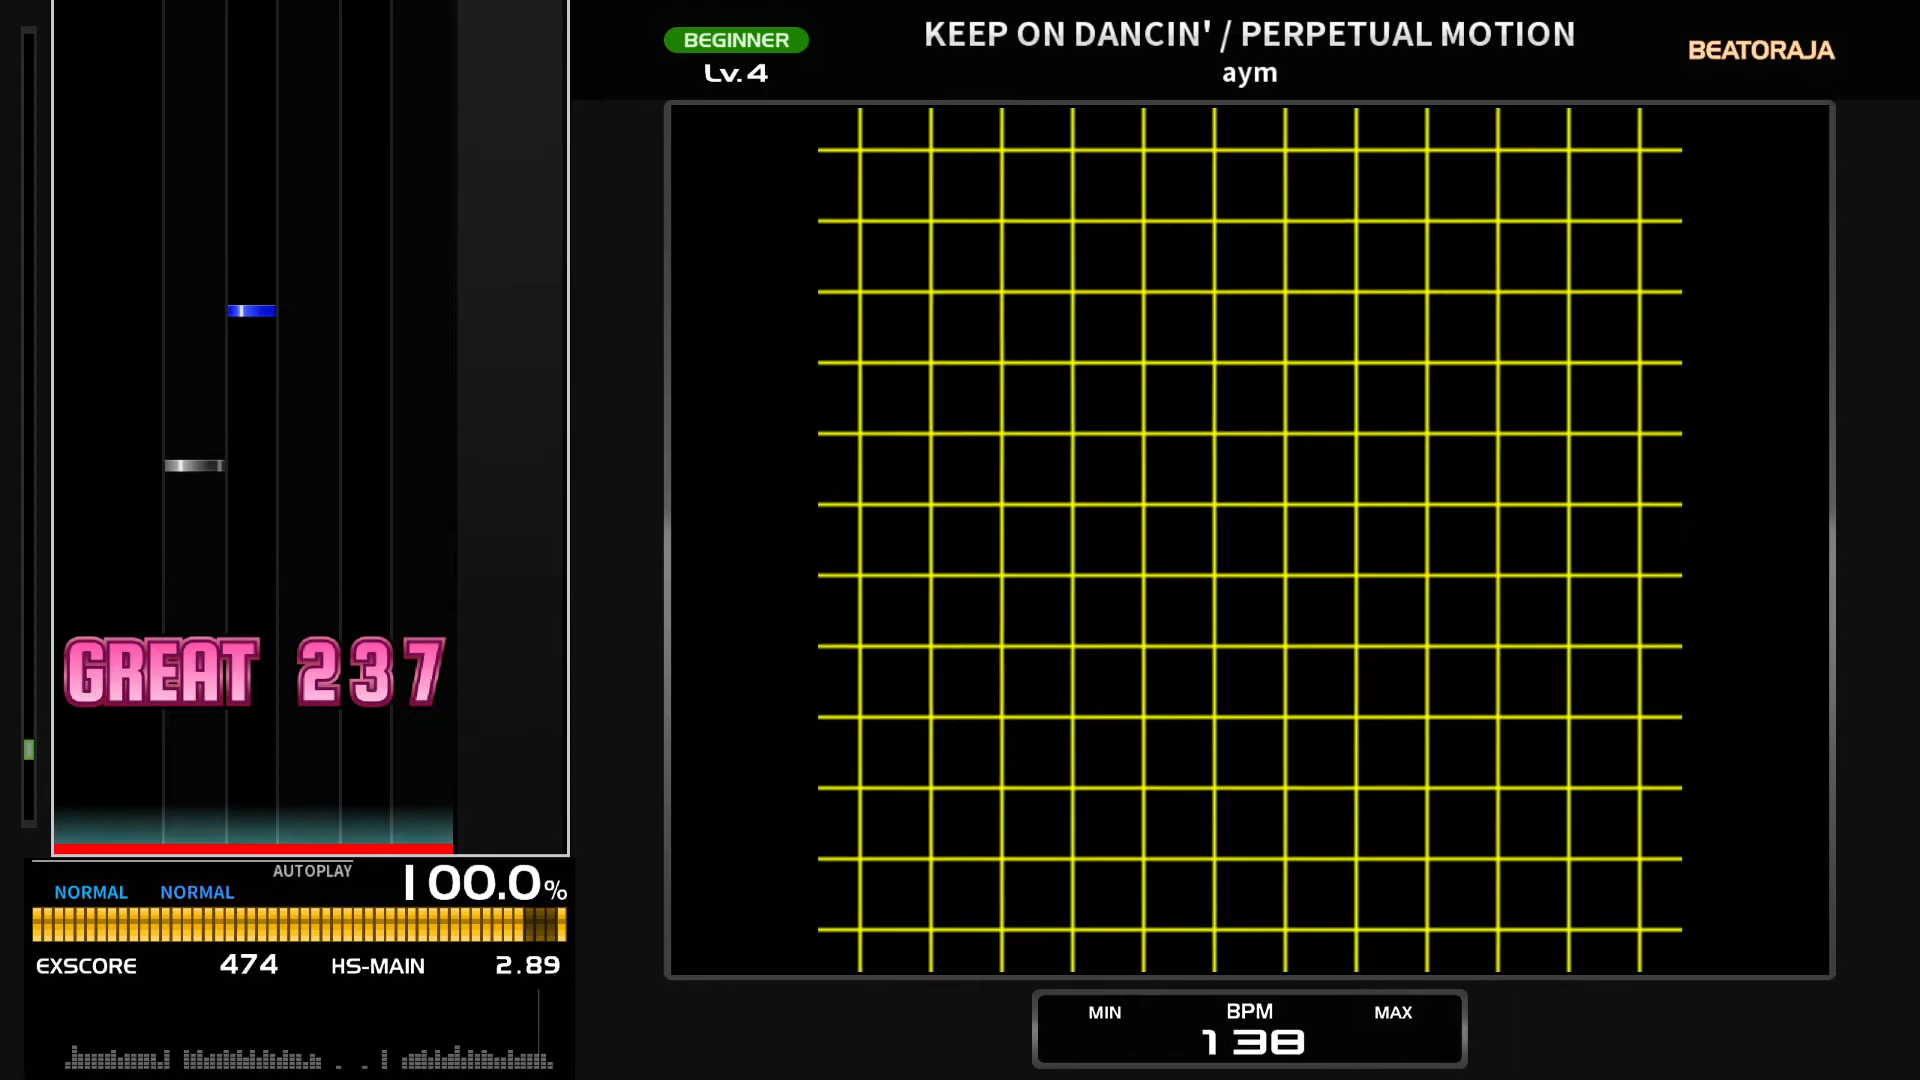 BEGINNER
Lv.4
KEEP ON DANCIN' / PERPETUAL MOTION
aym
BEATORAJA
GREAT 237
AUTOPLAY
100.0%
NORMAL NORMAL
EXSCORE 474 HS-MAIN 2.89
MIN BPM MAX
138